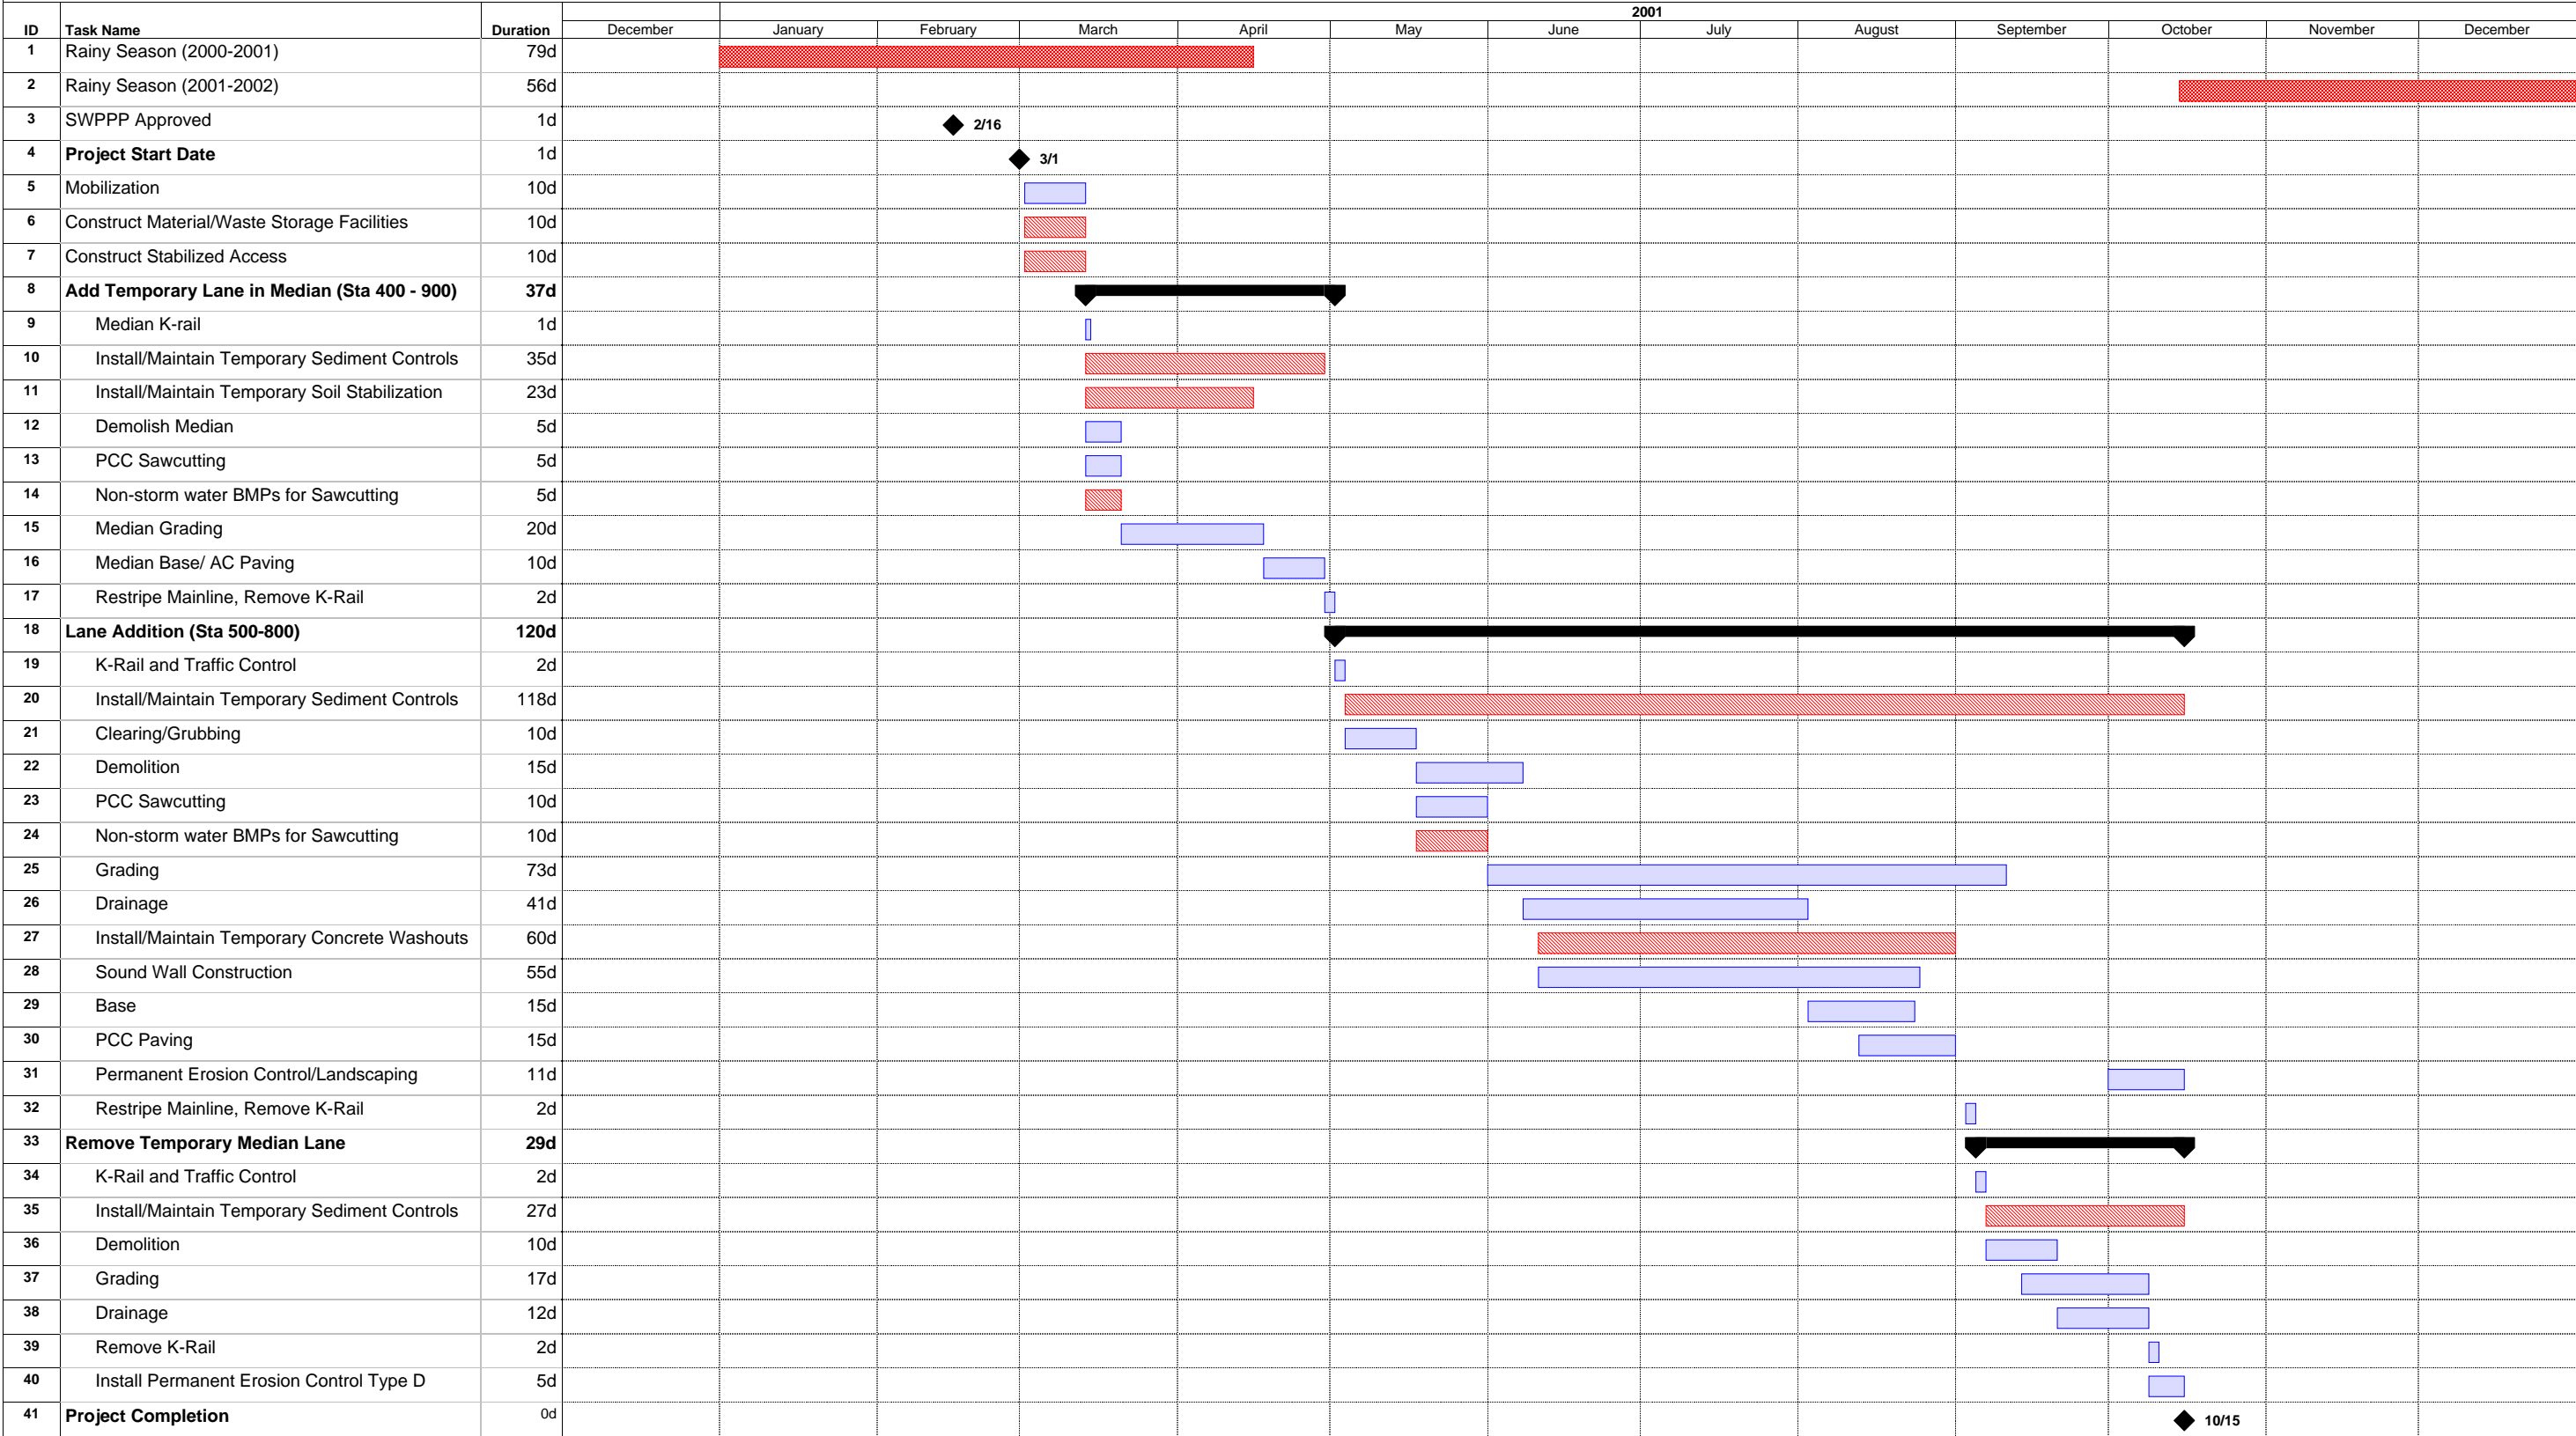 2001
ID Task Name Duration December January February March April May June July August September October November December
1 Rainy Season (2000-2001) 79d
2 Rainy Season (2001-2002) 56d
3 SWPPP Approved 1d 2/16
4 Project Start Date 1d 3/1
5 Mobilization 10d
6 Construct Material/Waste Storage Facilities 10d
7 Construct Stabilized Access 10d
8 Add Temporary Lane in Median (Sta 400 - 900) 37d
9 Median K-rail 1d
10 Install/Maintain Temporary Sediment Controls 35d
11 Install/Maintain Temporary Soil Stabilization 23d
12 Demolish Median 5d
13 PCC Sawcutting 5d
14 Non-storm water BMPs for Sawcutting 5d
15 Median Grading 20d
16 Median Base/ AC Paving 10d
17 Restripe Mainline, Remove K-Rail 2d
18 Lane Addition (Sta 500-800) 120d
19 K-Rail and Traffic Control 2d
20 Install/Maintain Temporary Sediment Controls 118d
21 Clearing/Grubbing 10d
22 Demolition 15d
23 PCC Sawcutting 10d
24 Non-storm water BMPs for Sawcutting 10d
25 Grading 73d
26 Drainage 41d
27 Install/Maintain Temporary Concrete Washouts 60d
28 Sound Wall Construction 55d
29 Base 15d
30 PCC Paving 15d
31 Permanent Erosion Control/Landscaping 11d
32 Restripe Mainline, Remove K-Rail 2d
33 Remove Temporary Median Lane 29d
34 K-Rail and Traffic Control 2d
35 Install/Maintain Temporary Sediment Controls 27d
36 Demolition 10d
37 Grading 17d
38 Drainage 12d
39 Remove K-Rail 2d
40 Install Permanent Erosion Control Type D 5d
41 Project Completion 0d 10/15